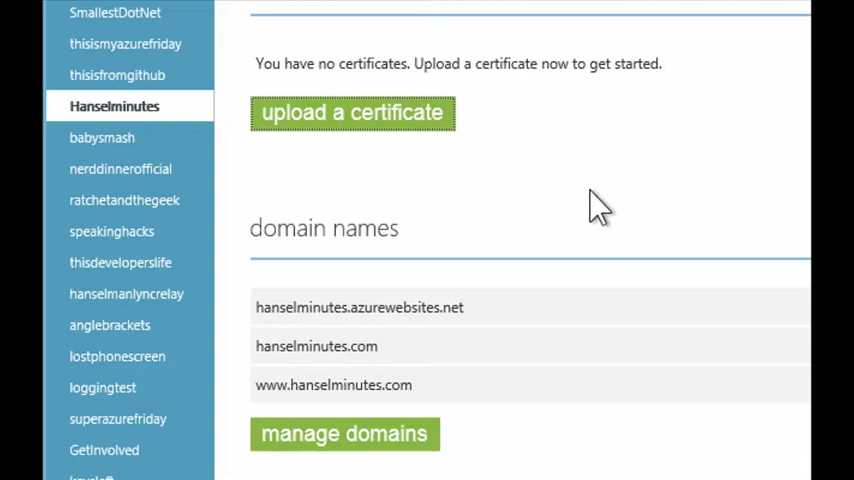 SmallestDotNet
thisismyazurefriday
thisisfromgithub
Hanselminutes
babysmash
nerddinnerofficial
ratchetandthegeek
speakinghacks
thisdeveloperslife
hanselmanlyncrelay
anglebrackets
lostphonescreen
loggingtest
superazurefriday
GetInvolved
You have no certificates. Upload a certificate now to get started.
upload a certificate
domain names
hanselminutes.azurewebsites.net
hanselminutes.com
www.hanselminutes.com
manage domains